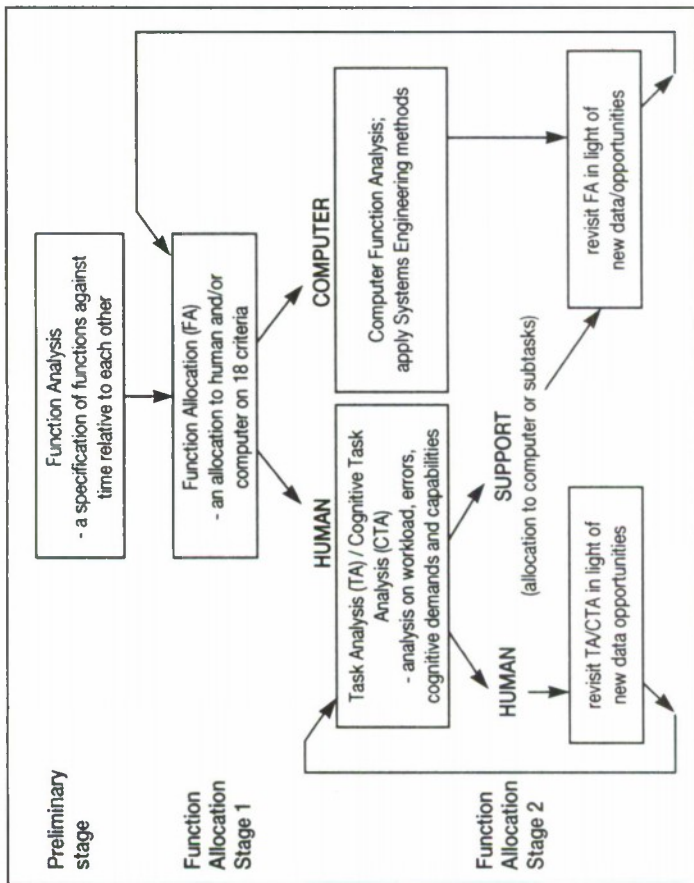 Preliminary
stage
Function Analysis
- a specification of functions against
time relative to each other
Function
Allocation
Stage 1
Function Allocation (FA)
- an allocation to human and/or
computer on 18 criteria
HUMAN
COMPUTER
Task Analysis (TA) / Cognitive Task
Analysis (CTA)
- analysis on workload, errors,
cognitive demands and capabilities
Computer Function Analysis;
apply Systems Engineering methods
Function
Allocation
Stage 2
HUMAN
SUPPORT
(allocation to computer or subtasks)
revisit TA/CTA in light of
new data opportunities
revisit FA in light of
new data/opportunities